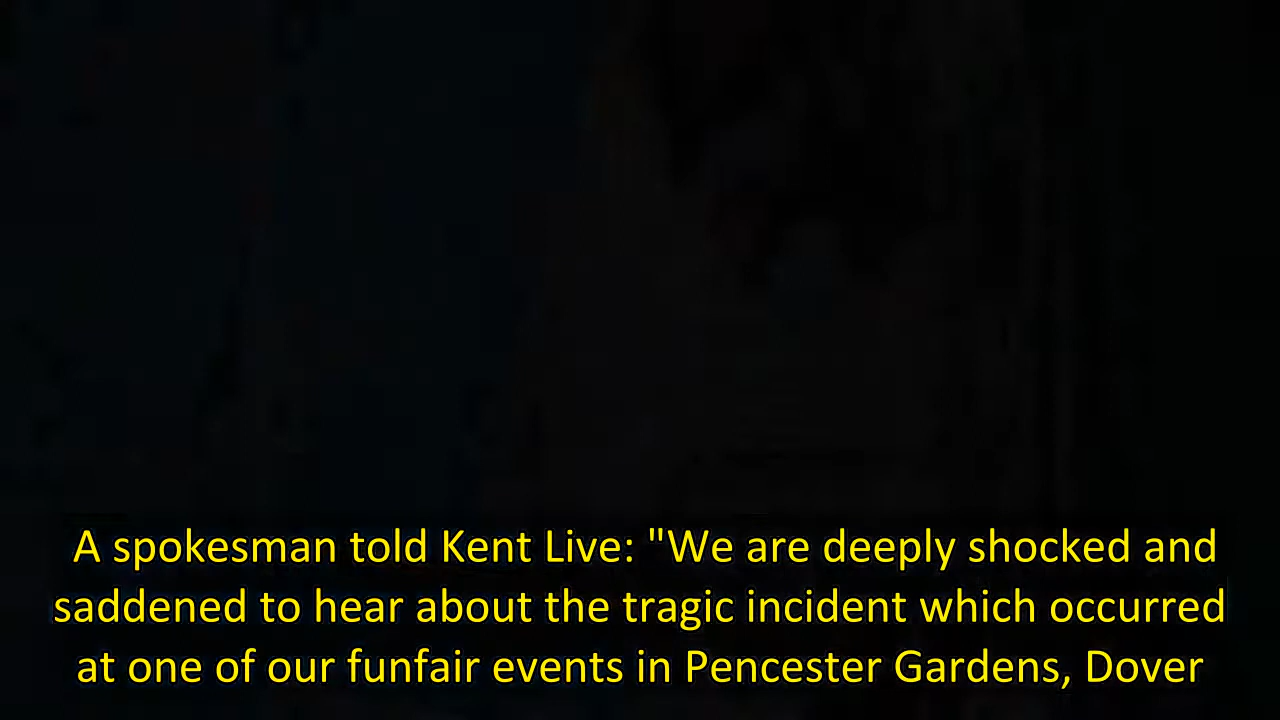 A spokesman told Kent Live: "We are deeply shocked and
saddened to hear about the tragic incident which occurred
at one of our funfair events in Pencester Gardens, Dover